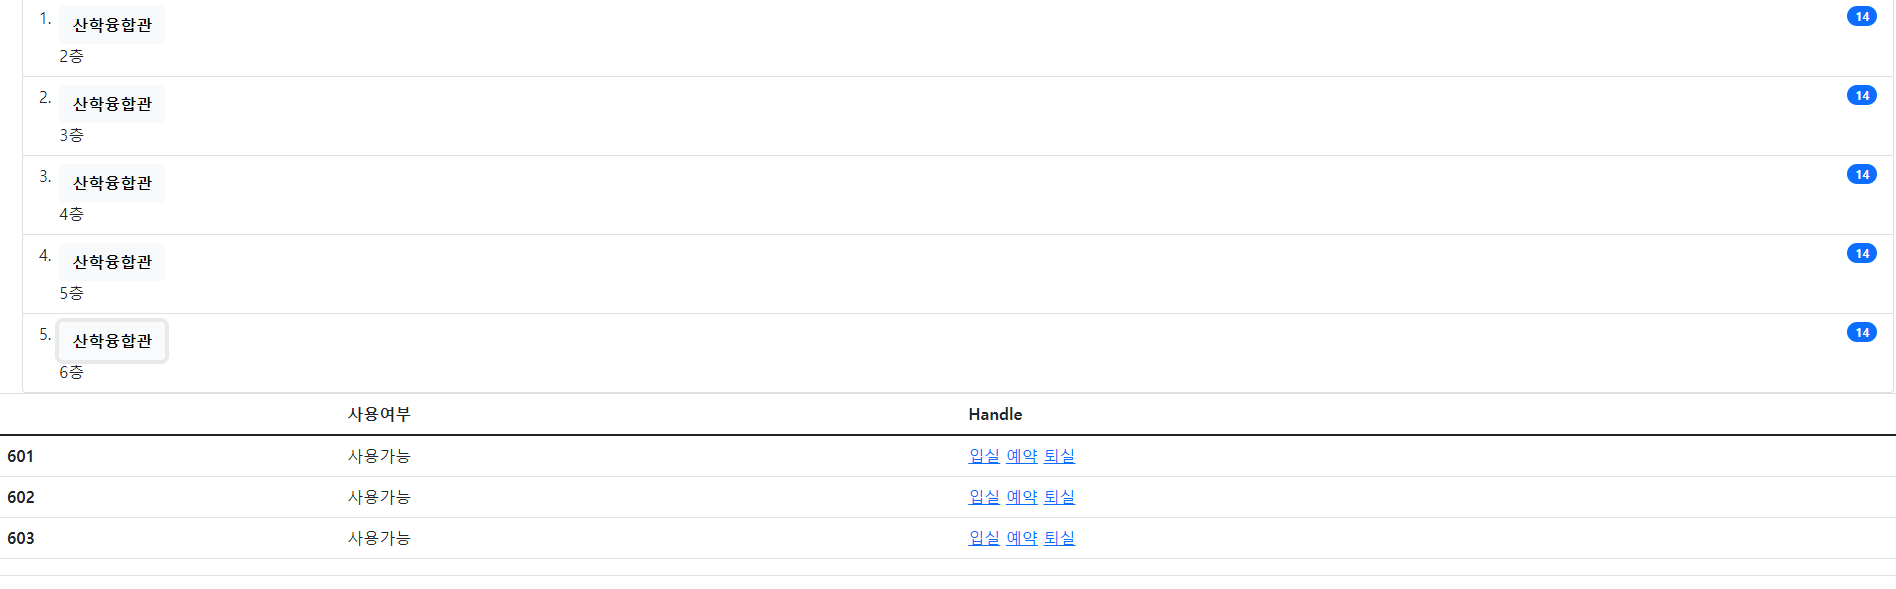 1. 산학융합관 14
2층
2. 산학융합관 14
3층
3. 산학융합관 14
4층
4. 산학융합관 14
5층
5. 산학융합관 14
6층
사용여부 Handle
601 사용가능 입실 예약 퇴실
602 사용가능 입실 예약 퇴실
603 사용가능 입실 예약 퇴실